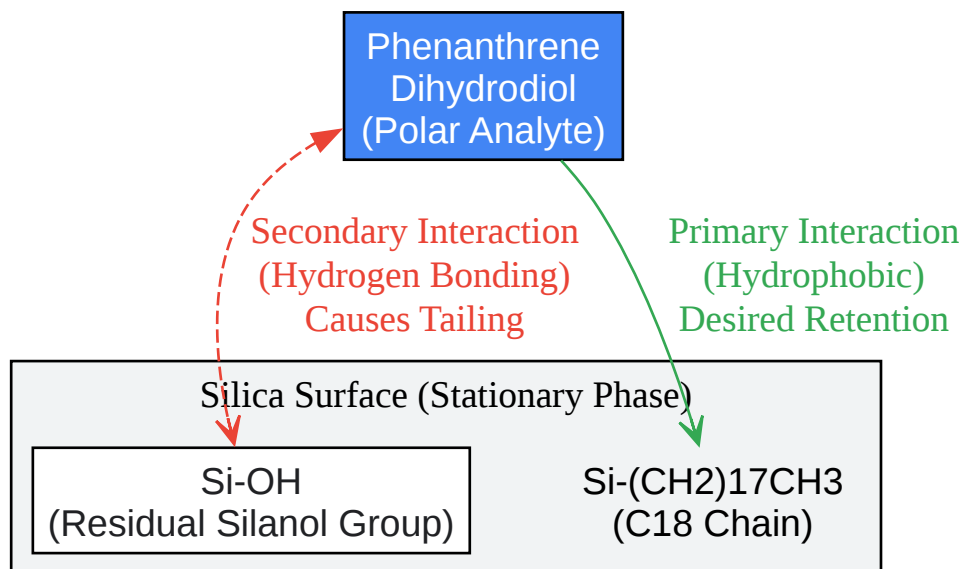 Phenanthrene
Dihydrodiol
(Polar Analyte)
Secondary Interaction
(Hydrogen Bonding)
Causes Tailing
Primary Interaction
(Hydrophobic)
Desired Retention
Silica Surface (Stationary Phase)
Si-OH
(Residual Silanol Group)
Si-(CH2)17CH3
(C18 Chain)